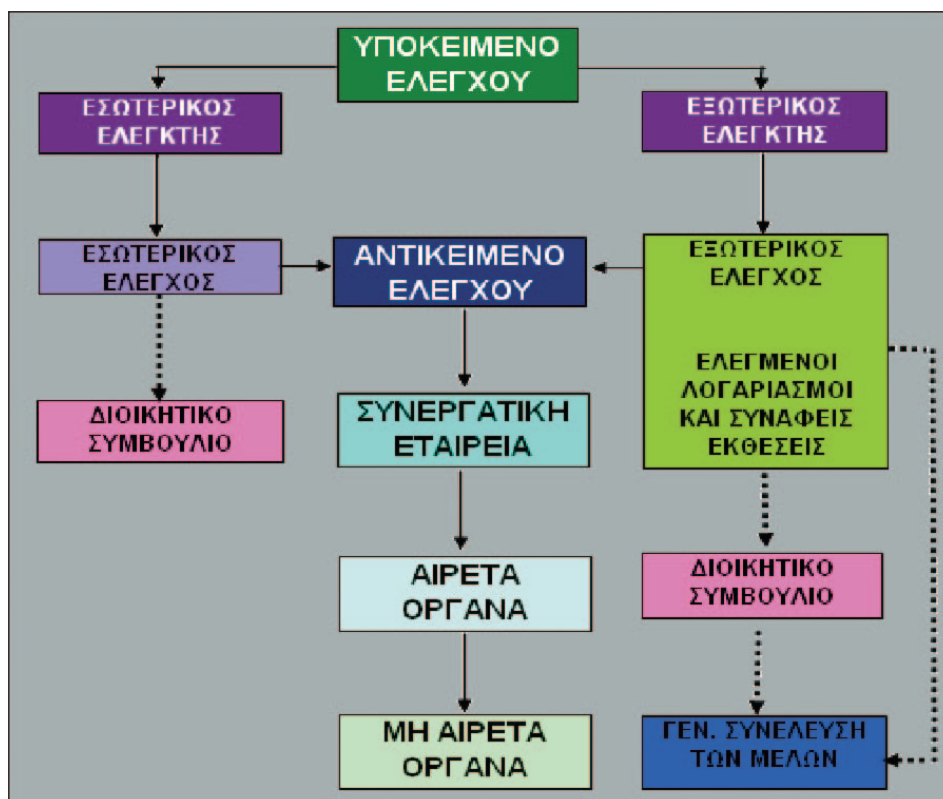 ΥΠΟΚΕΙΜΕΝΟ
ΕΛΕΓΧΟΥ
ΕΣΩΤΕΡΙΚΟΣ
ΕΛΕΓΚΤΗΣ
ΕΞΩΤΕΡΙΚΟΣ
ΕΛΕΓΚΤΗΣ
ΕΣΩΤΕΡΙΚΟΣ
ΕΛΕΓΧΟΣ
ΑΝΤΙΚΕΙΜΕΝΟ
ΕΛΕΓΧΟΥ
ΕΞΩΤΕΡΙΚΟΣ
ΕΛΕΓΧΟΣ
ΕΛΕΓΜΕΝΟΙ
ΛΟΓΑΡΙΑΣΜΟΙ
ΚΑΙ ΣΥΝΑΦΕΙΣ
ΕΚΘΕΣΕΙΣ
ΔΙΟΙΚΗΤΙΚΟ
ΣΥΜΒΟΥΛΙΟ
ΣΥΝΕΡΓΑΤΙΚΗ
ΕΤΑΙΡΕΙΑ
ΑΙΡΕΤΑ
ΟΡΓΑΝΑ
ΔΙΟΙΚΗΤΙΚΟ
ΣΥΜΒΟΥΛΙΟ
ΜΗ ΑΙΡΕΤΑ
ΟΡΓΑΝΑ
ΓΕΝ. ΣΥΝΕΛΕΥΣΗ
ΤΩΝ ΜΕΛΩΝ